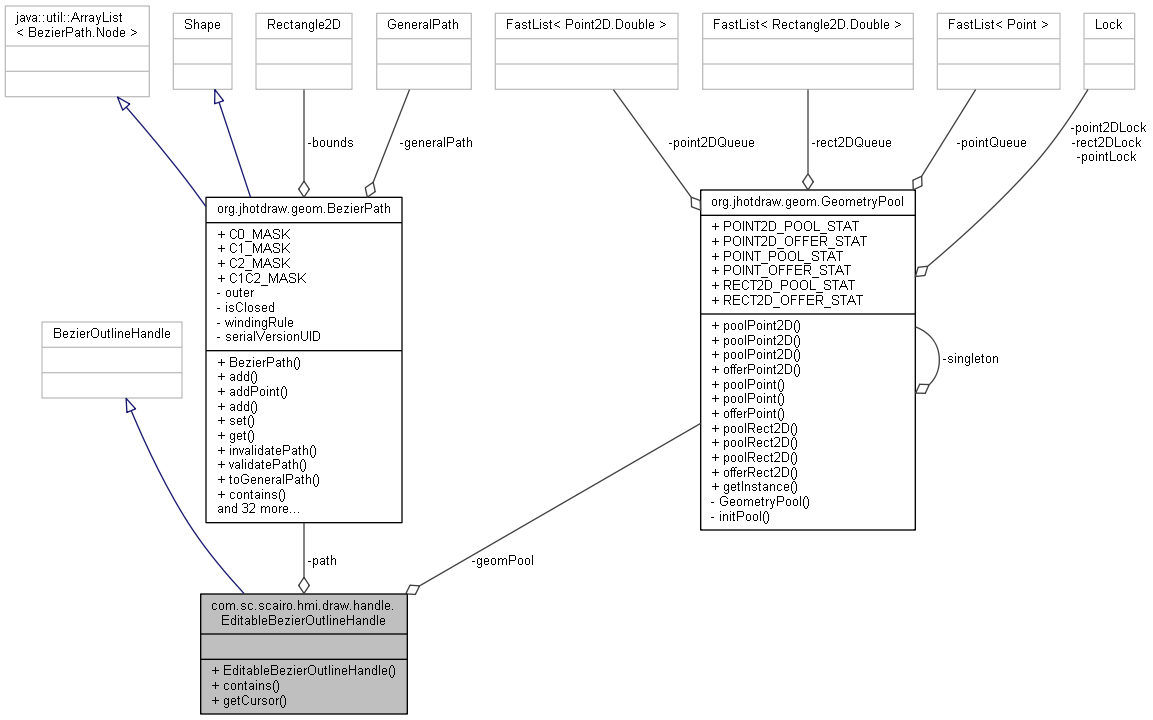 java::util::ArrayList
< BezierPath.Node >
Shape
Rectangle2D
GeneralPath
FastList< Point2D.Double >
FastList< Rectangle2D.Double >
FastList< Point >
Lock
-bounds
-generalPath
-point2DQueue
-rect2DQueue
-pointQueue
-point2DLock
-rect2DLock
-pointLock
org.jhotdraw.geom.BezierPath
+ C0_MASK
+ C1_MASK
+ C2_MASK
+ C1C2_MASK
- outer
- isClosed
- windingRule
- serialVersionUID
+ BezierPath()
+ add()
+ addPoint()
+ add()
+ set()
+ get()
+ invalidatePath()
+ validatePath()
+ toGeneralPath()
+ contains()
and 32 more...
org.jhotdraw.geom.GeometryPool
+ POINT2D_POOL_STAT
+ POINT2D_OFFER_STAT
+ POINT_POOL_STAT
+ POINT_OFFER_STAT
+ RECT2D_POOL_STAT
+ RECT2D_OFFER_STAT
+ poolPoint2D()
+ poolPoint2D()
+ poolPoint2D()
+ offerPoint2D()
+ poolPoint()
+ poolPoint()
+ offerPoint()
+ poolRect2D()
+ poolRect2D()
+ poolRect2D()
+ offerRect2D()
+ getInstance()
- GeometryPool()
- initPool()
-singleton
BezierOutlineHandle
-path
-geomPool
com.sc.scairo.hmi.draw.handle.
EditableBezierOutlineHandle
+ EditableBezierOutlineHandle()
+ contains()
+ getCursor()